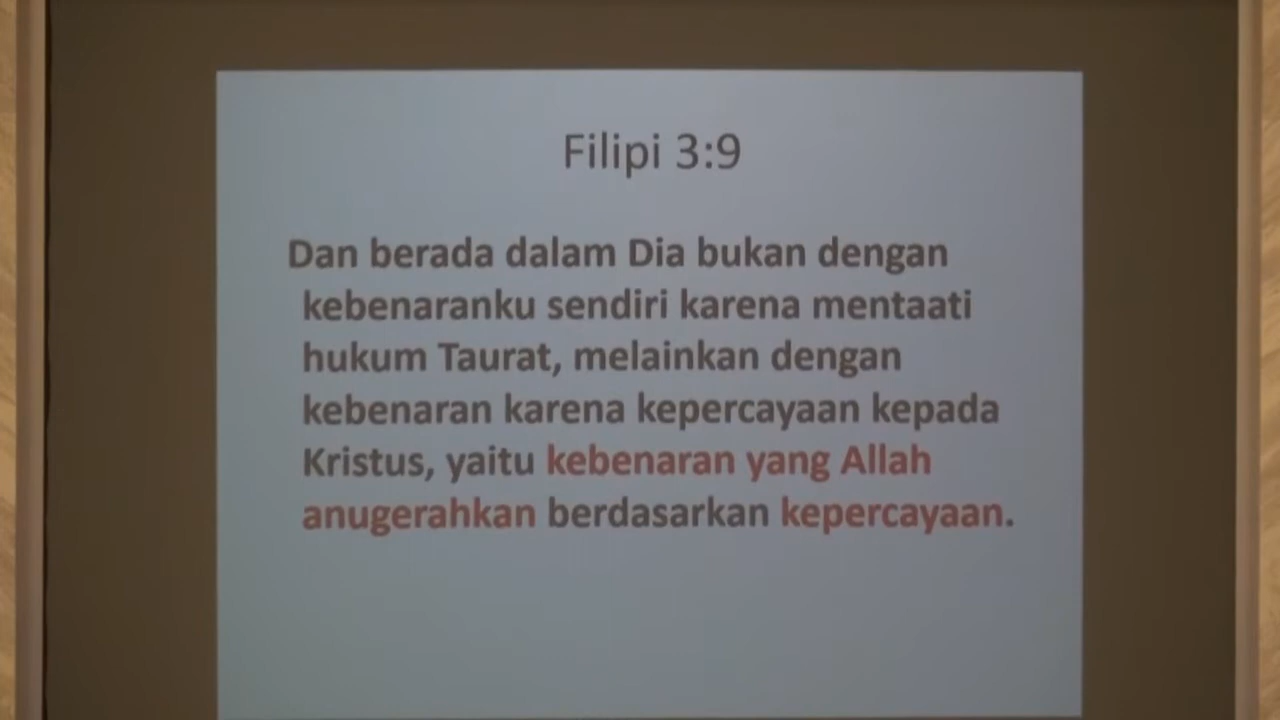 Filipi 3:9
Dan berada dalam Dia bukan dengan
kebenaranku sendiri karena mentaati
hukum Taurat, melainkan dengan
kebenaran karena kepercayaan kepada
Kristus, yaitu kebenaran yang Allah
anugerahkan berdasarkan kepercayaan.